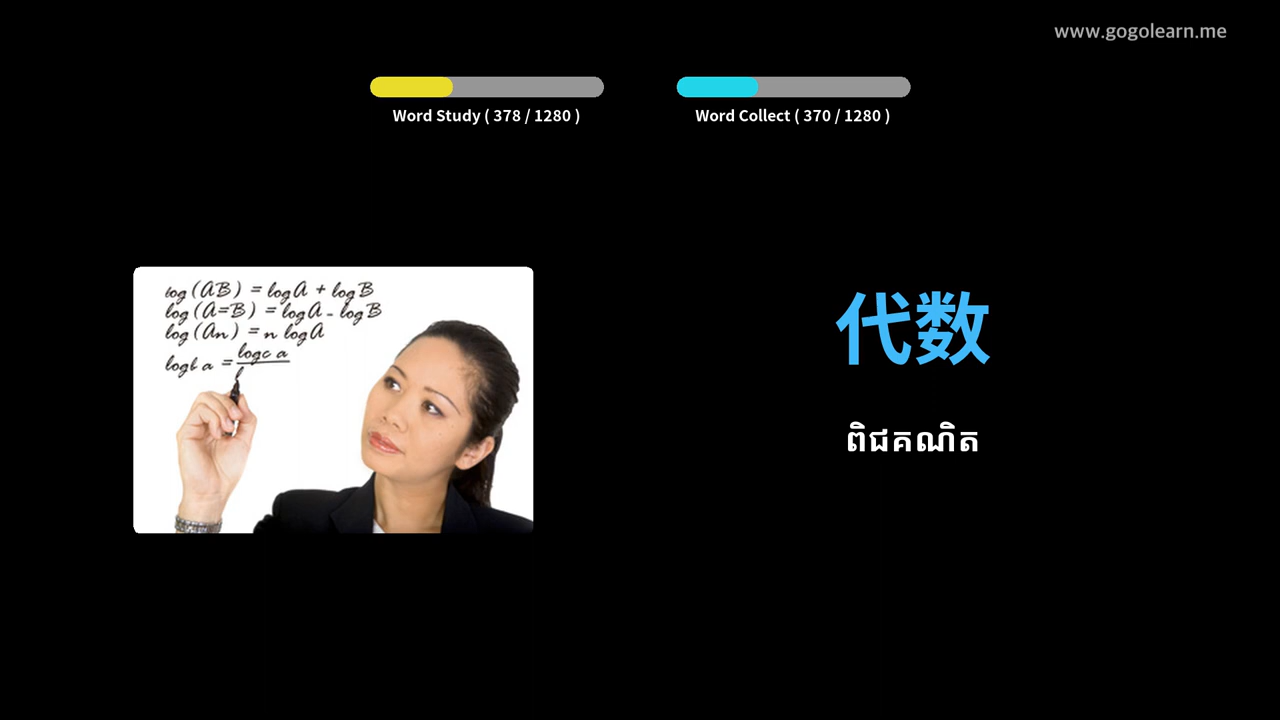 www.gogolearn.me
Word Study ( 378 / 1280 )
Word Collect ( 370 / 1280 )
log (AB) = logA + logB
log (A=B) = logA - logB
log (An) = n logA
logb a = logc a
代数
ពិជគណិត